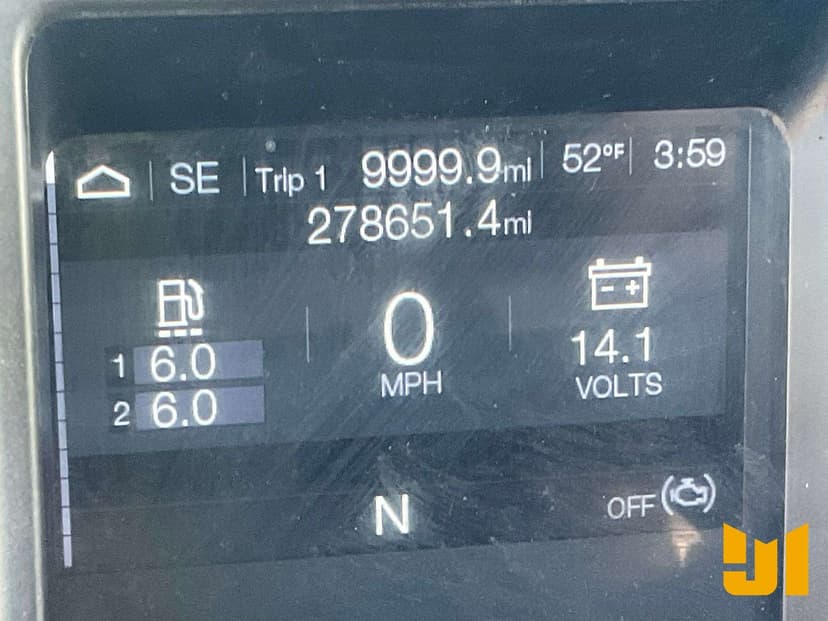 SE Trip 1 9999.9mi 52°F 3:59
278651.4mi
1 6.0
2 6.0
0
MPH
- +
14.1
VOLTS
N
OFF